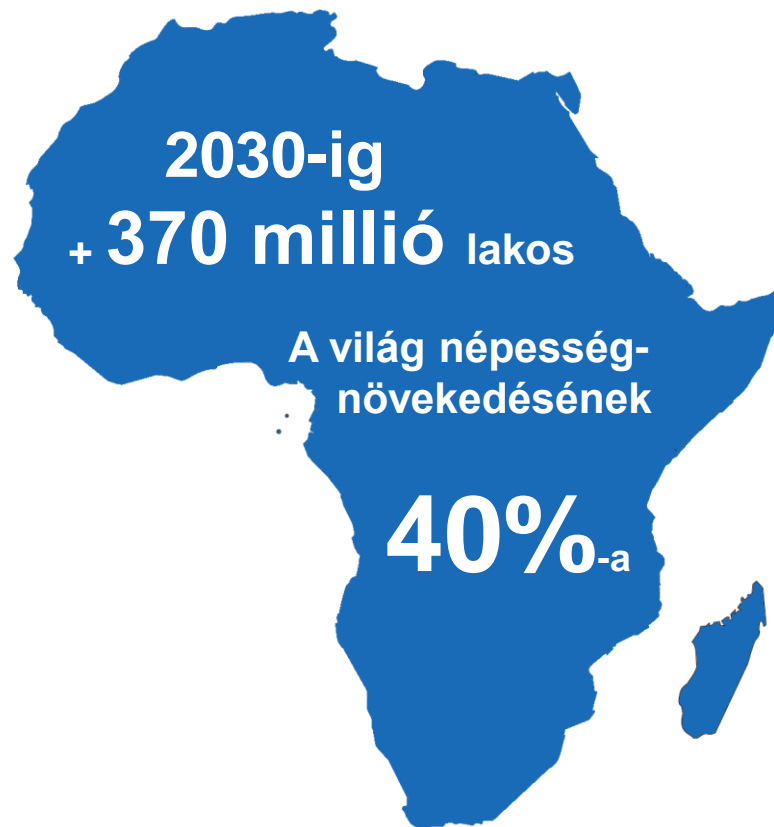 2030-ig
+ 370 millió lakos
A világ népesség-
növekedésének
40%-a